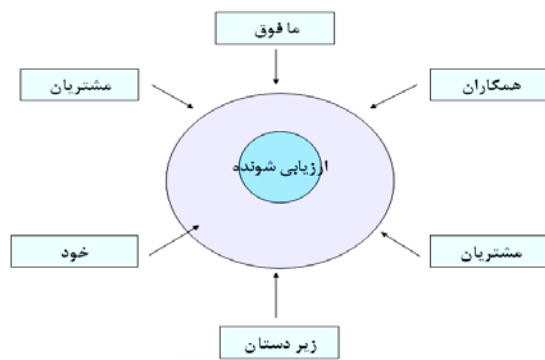 ما فوق
همکاران
مشتریان
ارزیابی شونده
مشتریان
خود
زیر دستان